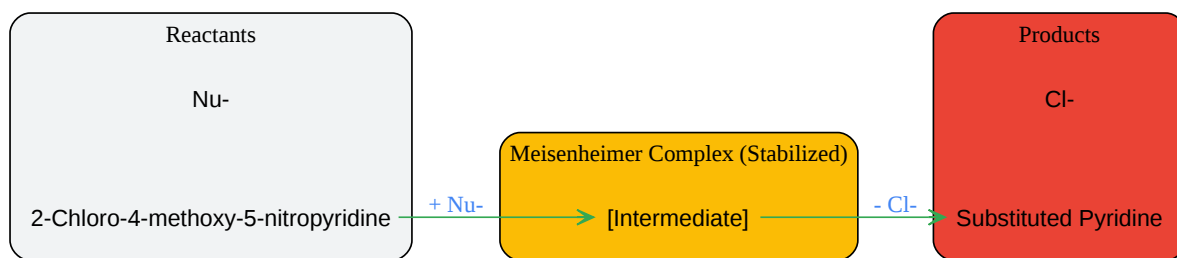 Reactants
Nu-
2-Chloro-4-methoxy-5-nitropyridine
+ Nu-
Meisenheimer Complex (Stabilized)
[Intermediate]
- Cl-
Products
Cl-
Substituted Pyridine